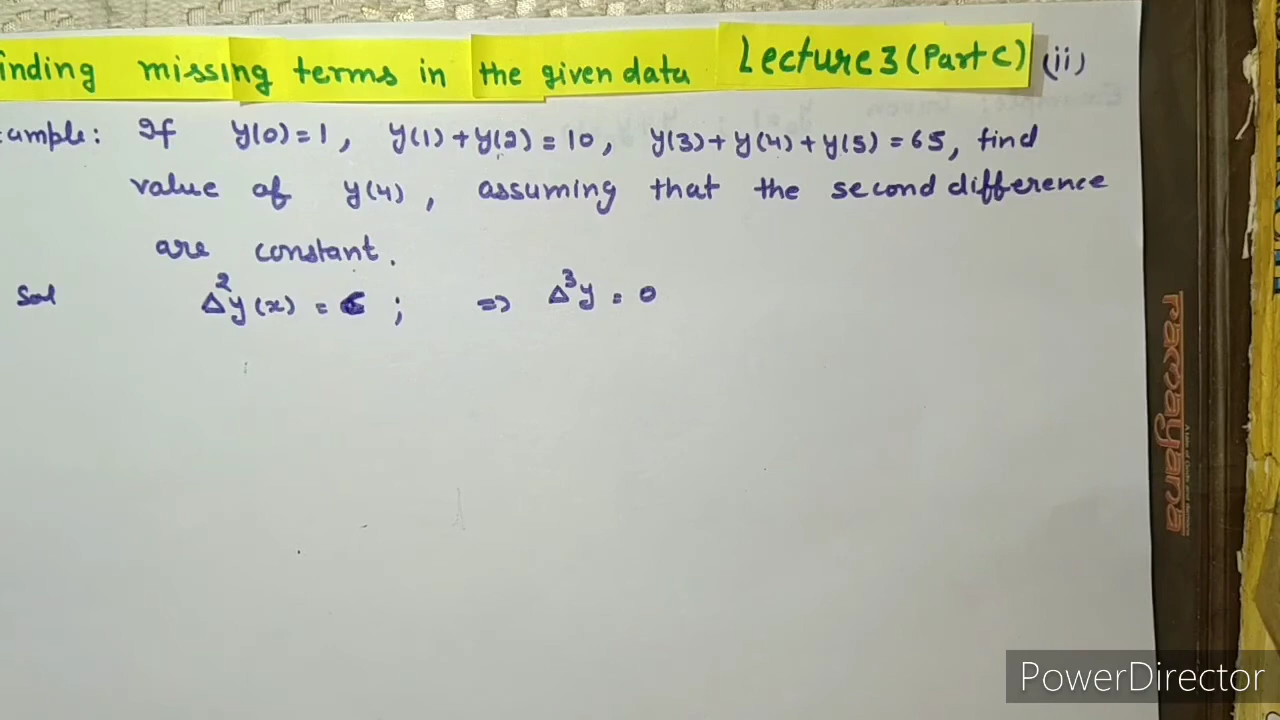 inding missing terms in the given data Lecture 3 (Part C) (ii)
ample: If y(0)=1, y(1)+y(2)=10, y(3)+y(4)+y(5)=65, find
value of y(4), assuming that the second difference
are constant.
Sol Δ²y(x) = C ; => Δ³y = 0
Ramayana
PowerDirector